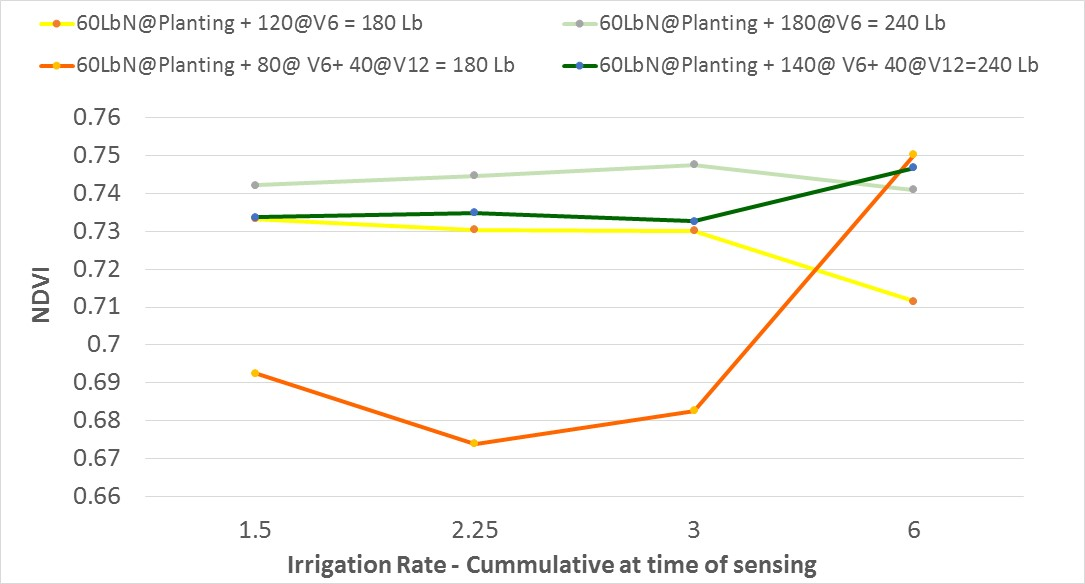 60LbN@Planting + 120@V6 = 180 Lb
60LbN@Planting + 180@V6 = 240 Lb
60LbN@Planting + 80@ V6+ 40@V12 = 180 Lb
60LbN@Planting + 140@ V6+ 40@V12=240 Lb
0.76
0.75
0.74
0.73
0.72
0.71
0.7
0.69
0.68
0.67
0.66
NDVI
1.5
2.25
3
6
Irrigation Rate - Cummulative at time of sensing